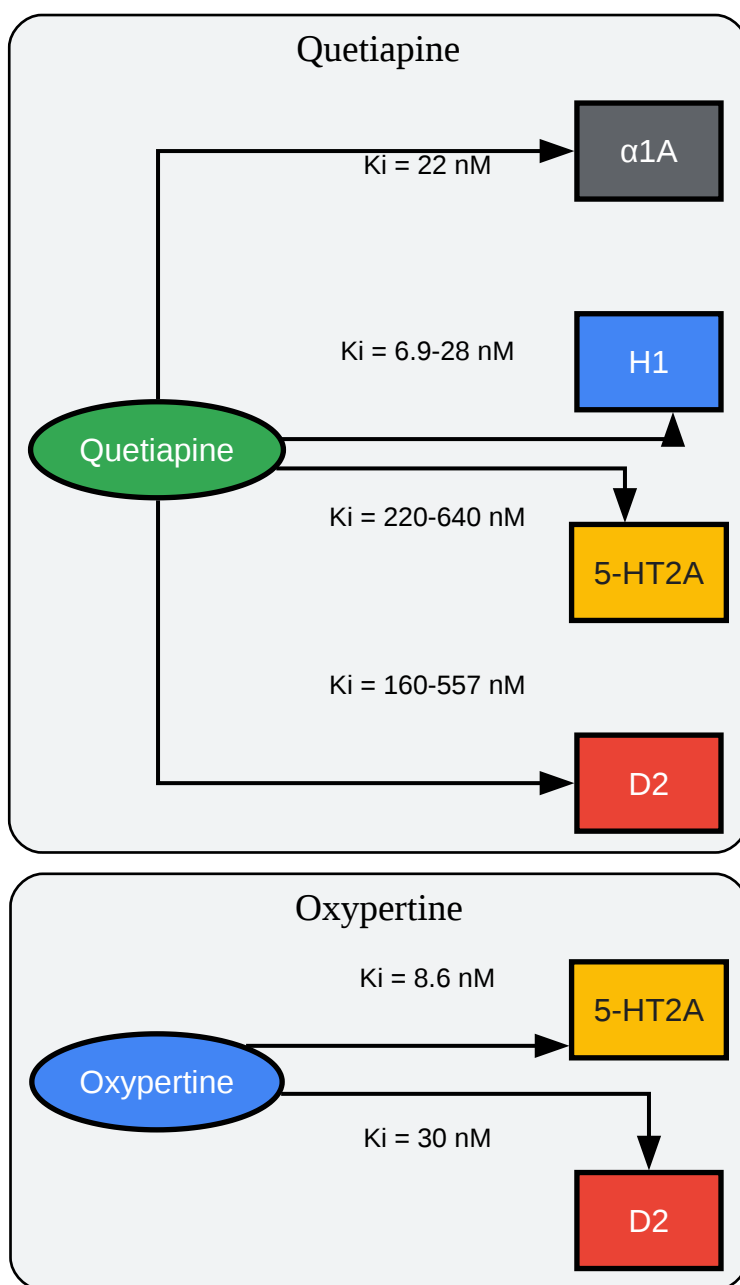 Quetiapine
α1A
Ki = 22 nM
Ki = 6.9-28 nM
H1
Quetiapine
Ki = 220-640 nM
5-HT2A
Ki = 160-557 nM
D2
Oxypertine
Ki = 8.6 nM
5-HT2A
Oxypertine
Ki = 30 nM
D2